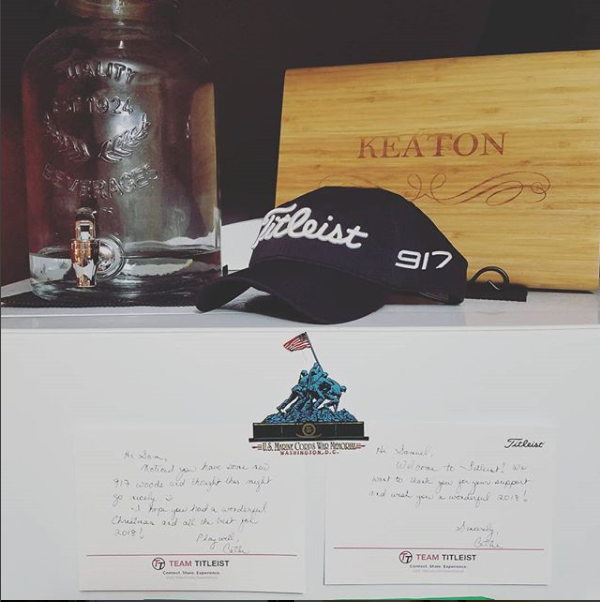 QUALITY
EST 1924
BEVERAGES
KEATON
Titleist
917
U.S. MARINE CORPS WAR MEMORIAL
WASHINGTON, D.C.
Hi Sam,
Noticed you have some new
917 woods and thought this might
go nicely :)
I hope you had a wonderful
Christmas and all the best for
2018!
Play well!
Cathe
TEAM TITLEIST
Connect. Share. Experience.
Titleist
Hi Samuel,
Welcome to Titleist! We
want to thank you for your support
and wish you a wonderful 2018!
Sincerely,
TEAM TITLEIST
Connect. Share. Experience.